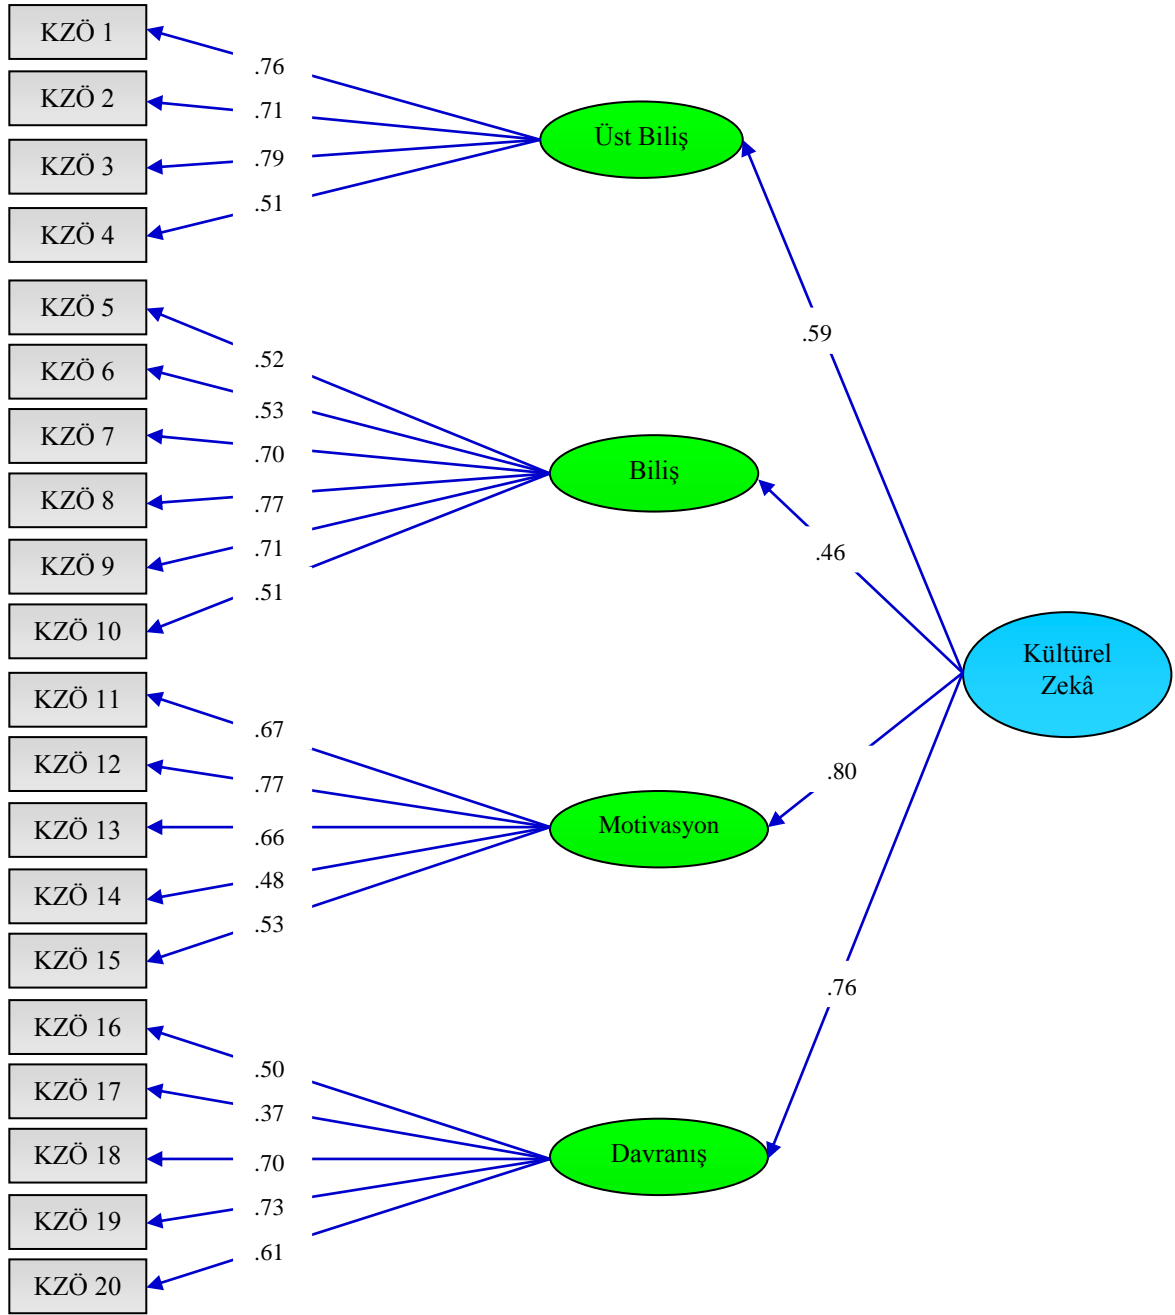 KZÖ 1
KZÖ 2
KZÖ 3
KZÖ 4
KZÖ 5
KZÖ 6
KZÖ 7
KZÖ 8
KZÖ 9
KZÖ 10
KZÖ 11
KZÖ 12
KZÖ 13
KZÖ 14
KZÖ 15
KZÖ 16
KZÖ 17
KZÖ 18
KZÖ 19
KZÖ 20
.76
.71
.79
.51
.52
.53
.70
.77
.71
.51
.67
.77
.66
.48
.53
.50
.37
.70
.73
.61
Üst Biliş
Biliş
Motivasyon
Davranış
.59
.46
.80
.76
Kültürel
Zekâ